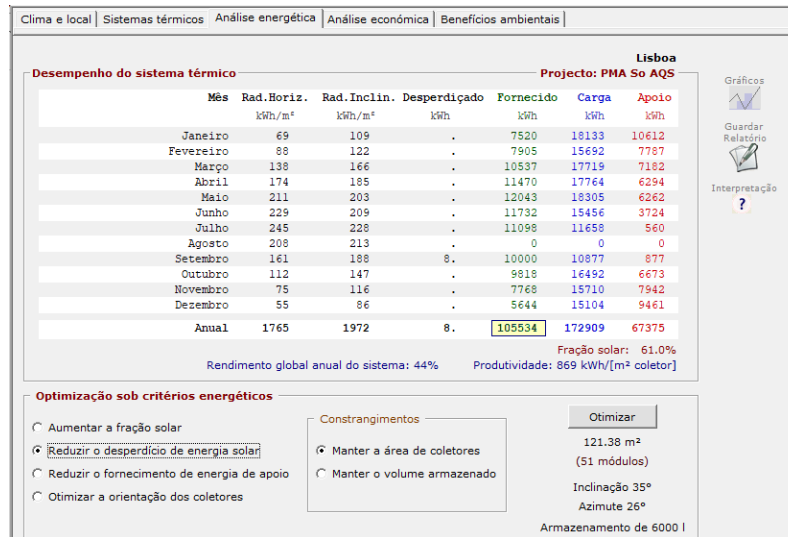 Clima e local Sistemas térmicos Análise energética Análise económica Benefícios ambientais
Lisboa
Desempenho do sistema térmico Projecto: PMA So AQS
Mês Rad.Horiz. Rad.Inclin. Desperdiçado Fornecido Carga Apoio
kWh/m² kWh/m² kWh kWh kWh kWh
Janeiro 69 109 . 7520 18133 10612
Fevereiro 88 122 . 7905 15692 7787
Março 138 166 . 10537 17719 7182
Abril 174 185 . 11470 17764 6294
Maio 211 203 . 12043 18305 6262
Junho 229 209 . 11732 15456 3724
Julho 245 228 . 11098 11658 560
Agosto 208 213 . 0 0 0
Setembro 161 188 8. 10000 10877 877
Outubro 112 147 . 9818 16492 6673
Novembro 75 116 . 7768 15710 7942
Dezembro 55 86 . 5644 15104 9461
Anual 1765 1972 8. 105534 172909 67375
Fração solar: 61.0%
Rendimento global anual do sistema: 44% Produtividade: 869 kWh/[m² coletor]
Gráficos
Guardar
Relatório
Interpretação
?
Optimização sob critérios energéticos
Aumentar a fração solar
Reduzir o desperdício de energia solar
Reduzir o fornecimento de energia de apoio
Otimizar a orientação dos coletores
Constrangimentos
Manter a área de coletores
Manter o volume armazenado
Otimizar
121.38 m²
(51 módulos)
Inclinação 35º
Azimute 26º
Armazenamento de 6000 l